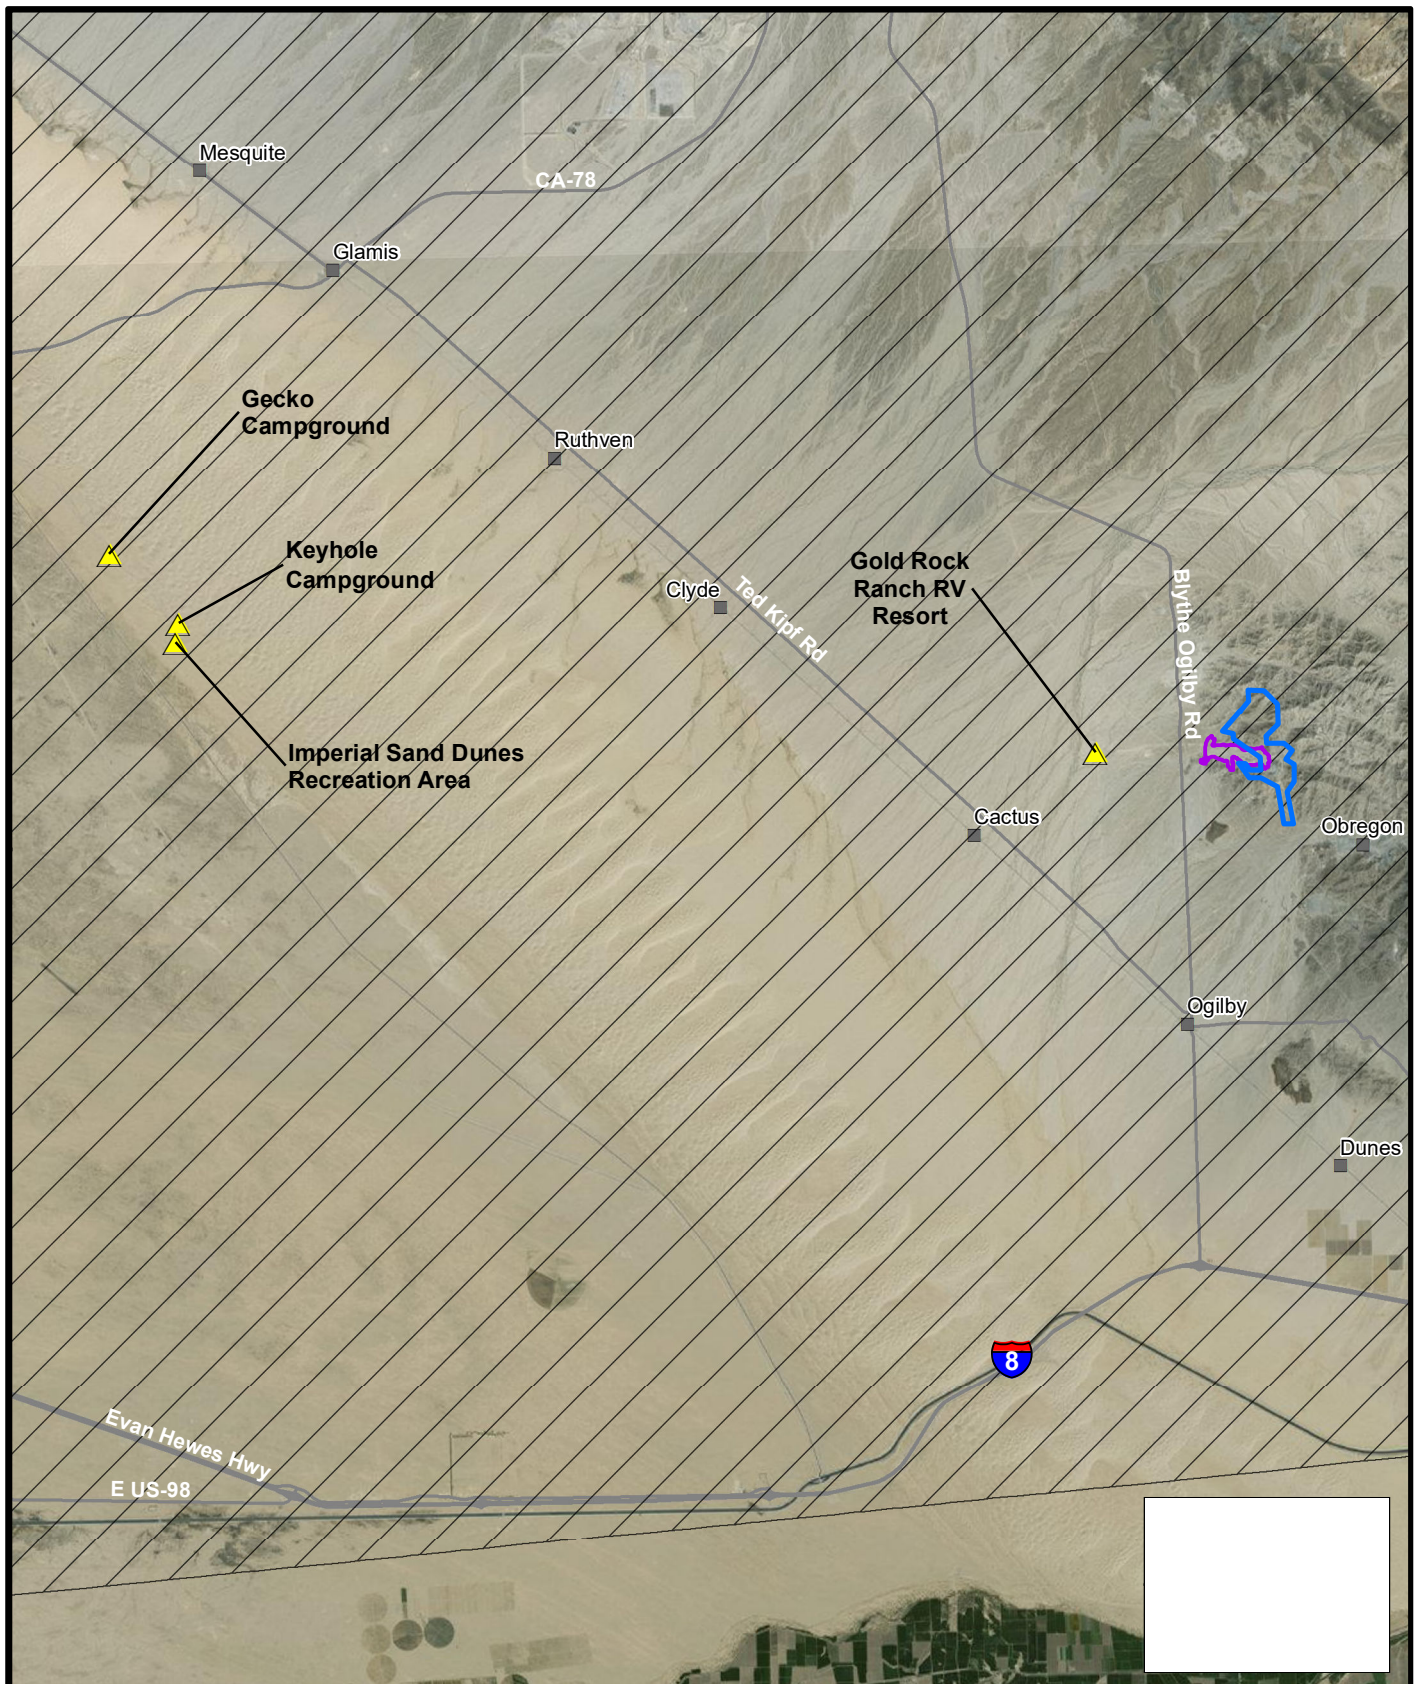 Mesquite
CA-78
Glamis
Gecko
Campground
Ruthven
Keyhole
Campground
Gold Rock
Ranch RV
Resort
Clyde
Ted Kipf Rd
Blythe Ogilby Rd
Imperial Sand Dunes
Recreation Area
Cactus
Obregon
Ogilby
Dunes
8
Evan Hewes Hwy
E US-98